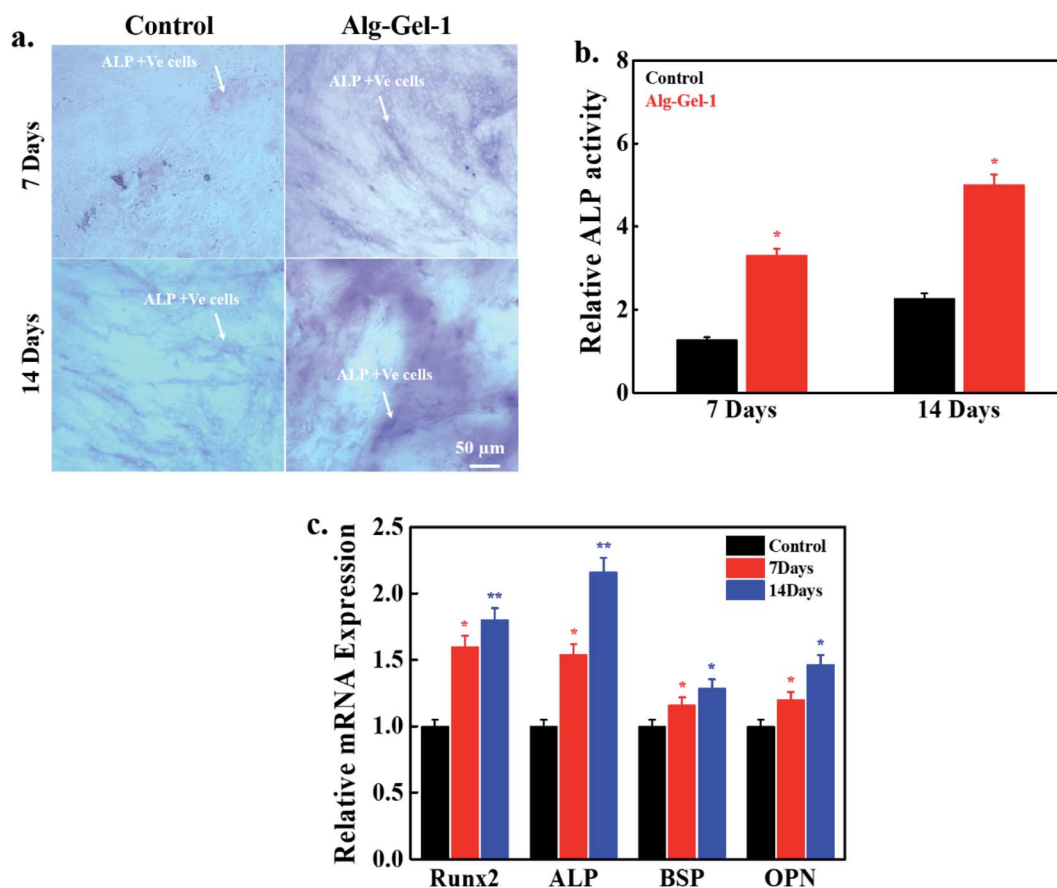 a.
Control
Alg-Gel-1
7 Days
ALP +Ve cells
ALP +Ve cells
14 Days
ALP +Ve cells
ALP +Ve cells
50 µm
b.
Relative ALP activity
8
6
4
2
0
Control
Alg-Gel-1
*
*
7 Days
14 Days
c.
Relative mRNA Expression
2.5
2.0
1.5
1.0
0.5
0.0
Control
7Days
14Days
*
**
*
**
*
*
*
*
Runx2
ALP
BSP
OPN